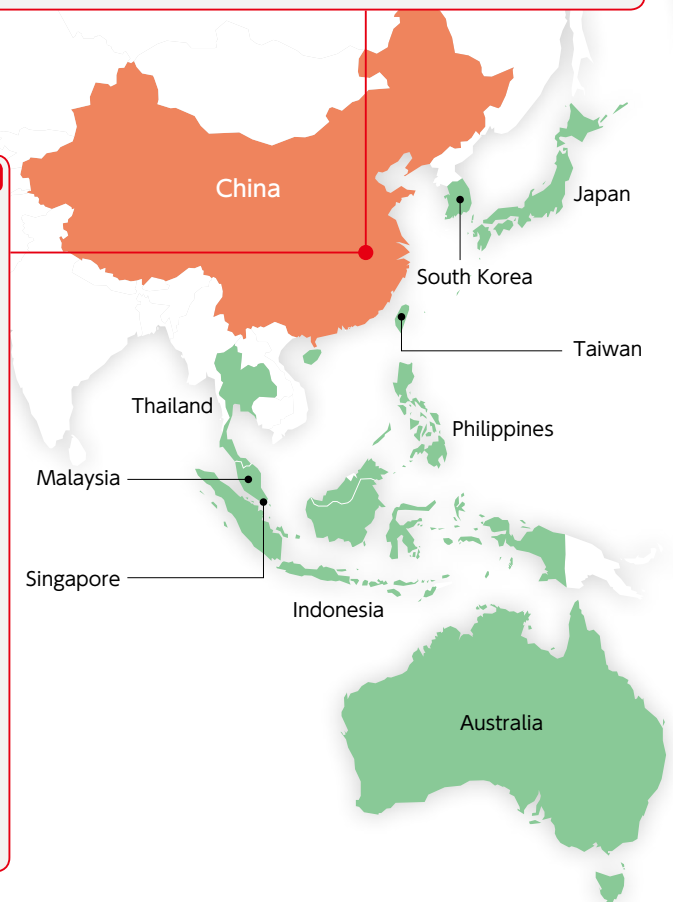 China
Japan
South Korea
Taiwan
Thailand
Philippines
Malaysia
Singapore
Indonesia
Australia